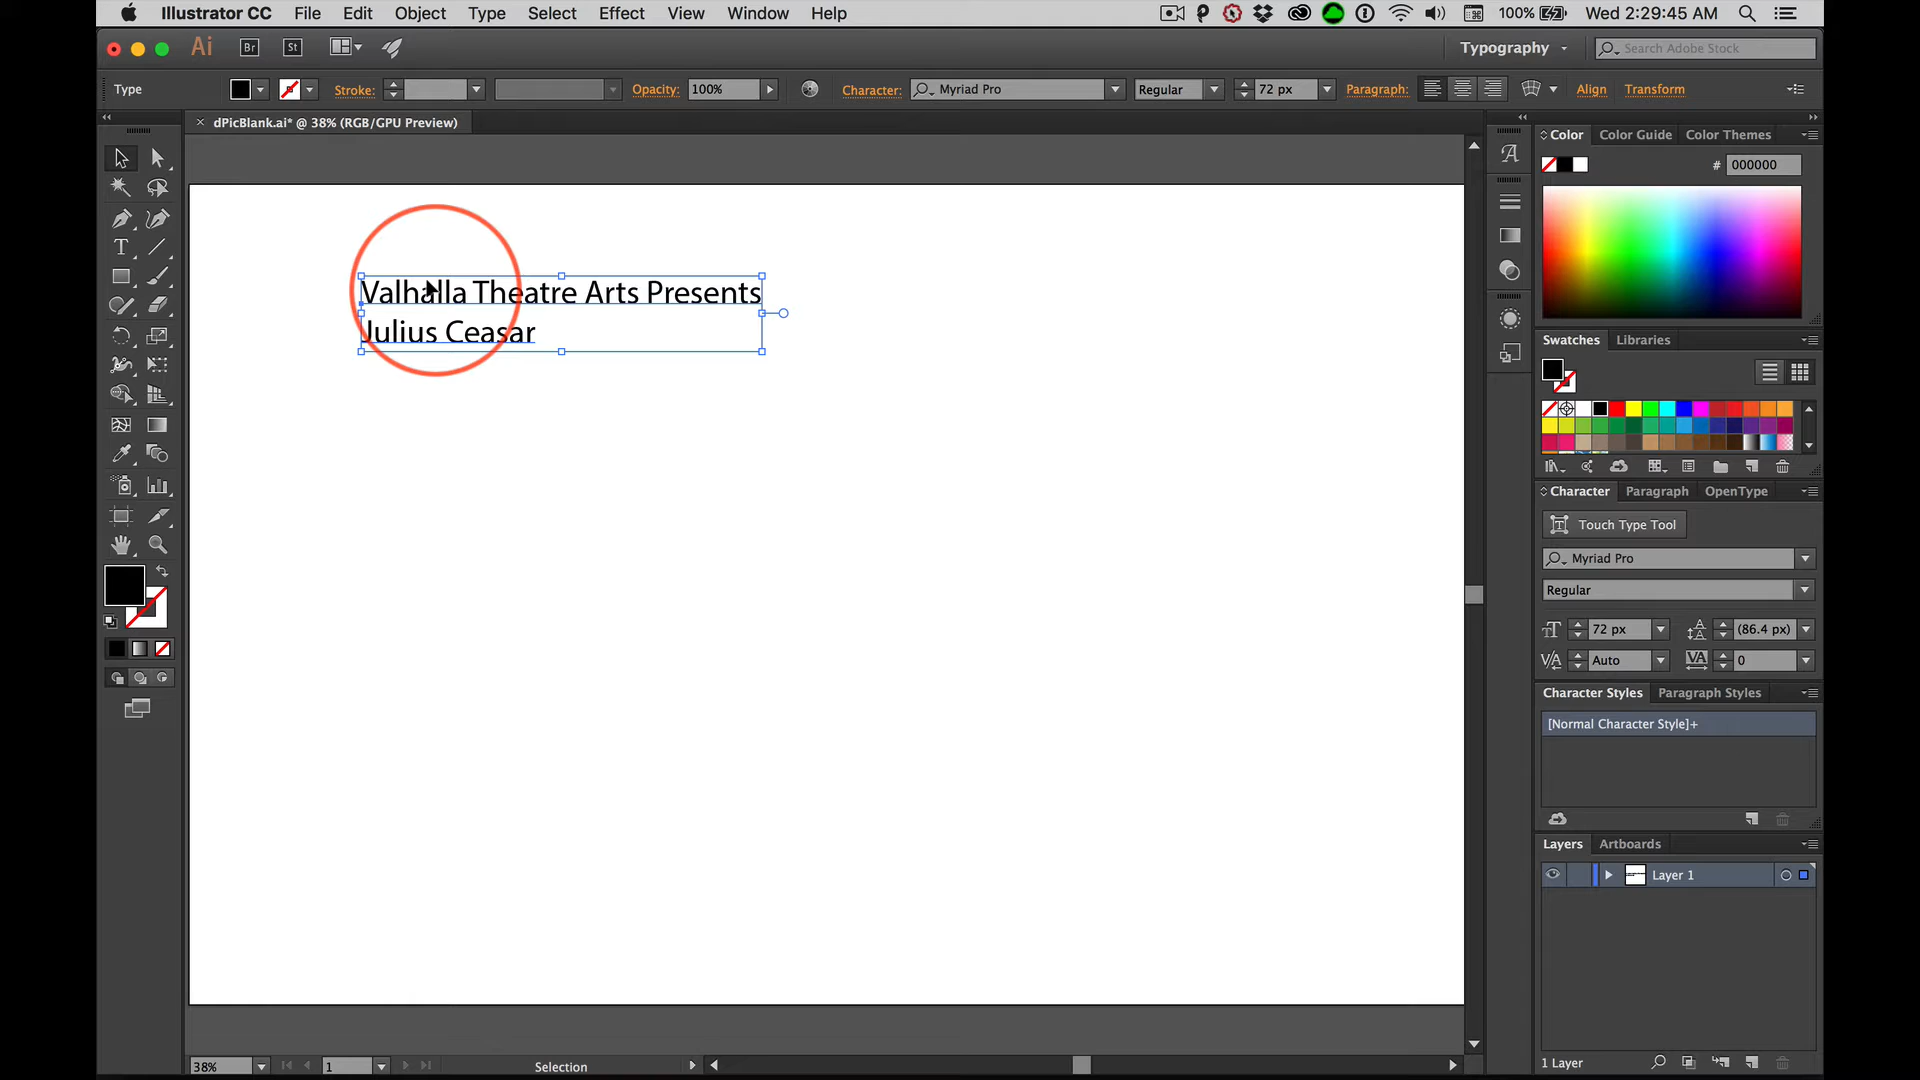 Illustrator CC File Edit Object Type Select Effect View Window Help 100% Wed 2:29:45 AM
Ai Br St Typography Search Adobe Stock
Type Stroke: Opacity: 100% Character: Myriad Pro Regular 72 px Paragraph: Align Transform
dPicBlank.ai* @ 38% (RGB/GPU Preview)
Color Color Guide Color Themes
# 000000
Valhalla Theatre Arts Presents
Julius Ceasar
Swatches Libraries
Character Paragraph OpenType
Touch Type Tool
Myriad Pro
Regular
72 px (86.4 px)
Auto 0
Character Styles Paragraph Styles
[Normal Character Style]+
Layers Artboards
Layer 1
1 Layer
38% 1 Selection